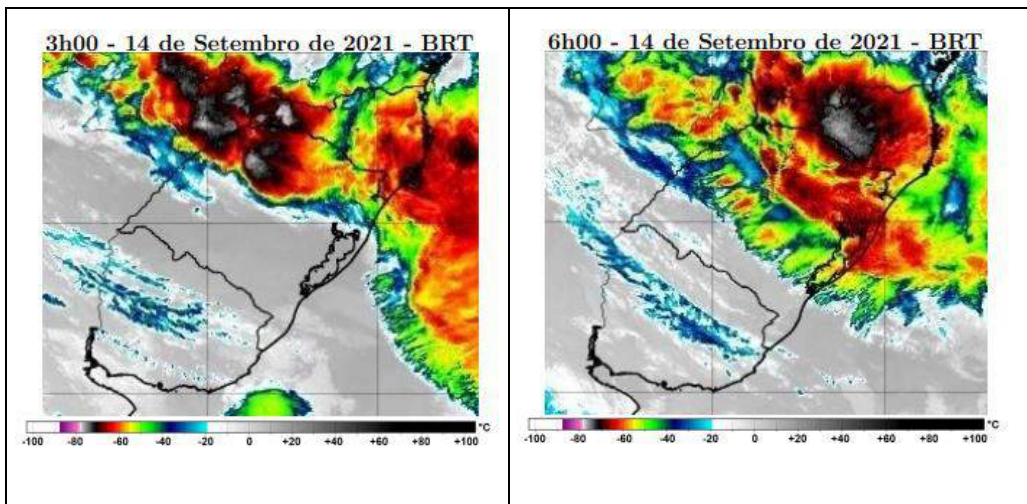 3h00 - 14 de Setembro de 2021 - BRT
-100 -80 -60 -40 -20 0 +20 +40 +60 +80 +100 °C
6h00 - 14 de Setembro de 2021 - BRT
-100 -80 -60 -40 -20 0 +20 +40 +60 +80 +100 °C